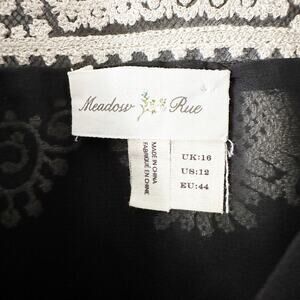 Meadow Rue
MADE IN CHINA
FABRIQUÉ EN CHINE
UK:16
US:12
EU:44